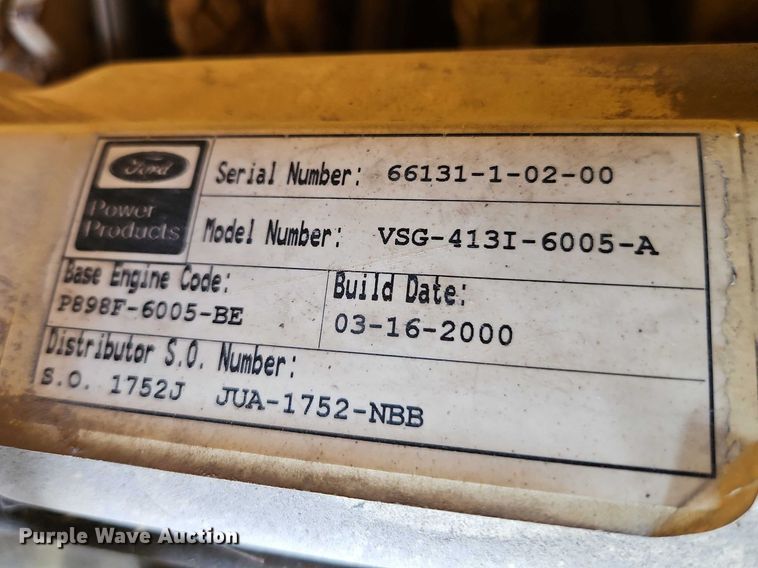 Ford
Power
Products
Serial Number: 66131-1-02-00
Model Number: VSG-413I-6005-A
Base Engine Code:
P898F-6005-BE
Build Date:
03-16-2000
Distributor S.O. Number:
S.O. 1752J JUA-1752-NBB
Purple Wave Auction